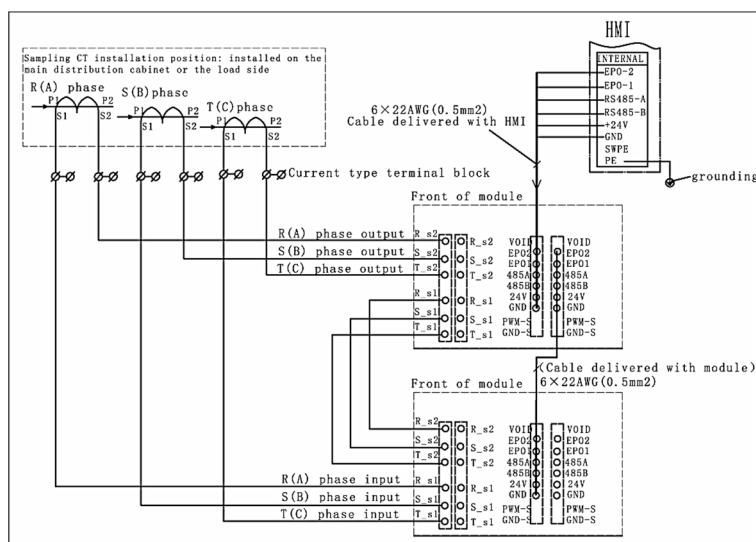 HMI
Sampling CT installation position: installed on the
main distribution cabinet or the load side
R(A) phase
P1 P2
S1 S2
S(B) phase
P1 P2
S1 S2
T(C)phase
P1 P2
S1 S2
INTERNAL
EPO-2
EPO-1
RS485-A
RS485-B
+24V
GND
SWPE
PE
grounding
6×22AWG(0.5mm2)
Cable delivered with HMI
Current type terminal block
Front of module
R(A) phase output
S(B) phase output
T(C) phase output
R_s2 R_s2
S_s2 S_s2
T_s2 T_s2
R_s1 R_s1
S_s1 S_s1
T_s1 T_s1
VOID VOID
EPO2 EPO2
EPO1 EPO1
485A 485A
485B 485B
24V 24V
GND GND
PWM-S PWM-S
GND-S GND-S
(Cable delivered with module)
6×22AWG(0.5mm2)
Front of module
R_s2 R_s2
S_s2 S_s2
T_s2 T_s2
R_s1 R_s1
S_s1 S_s1
T_s1 T_s1
R(A) phase input
S(B) phase input
T(C) phase input
VOID VOID
EPO2 EPO2
EPO1 EPO1
485A 485A
485B 485B
24V 24V
GND GND
PWM-S PWM-S
GND-S GND-S